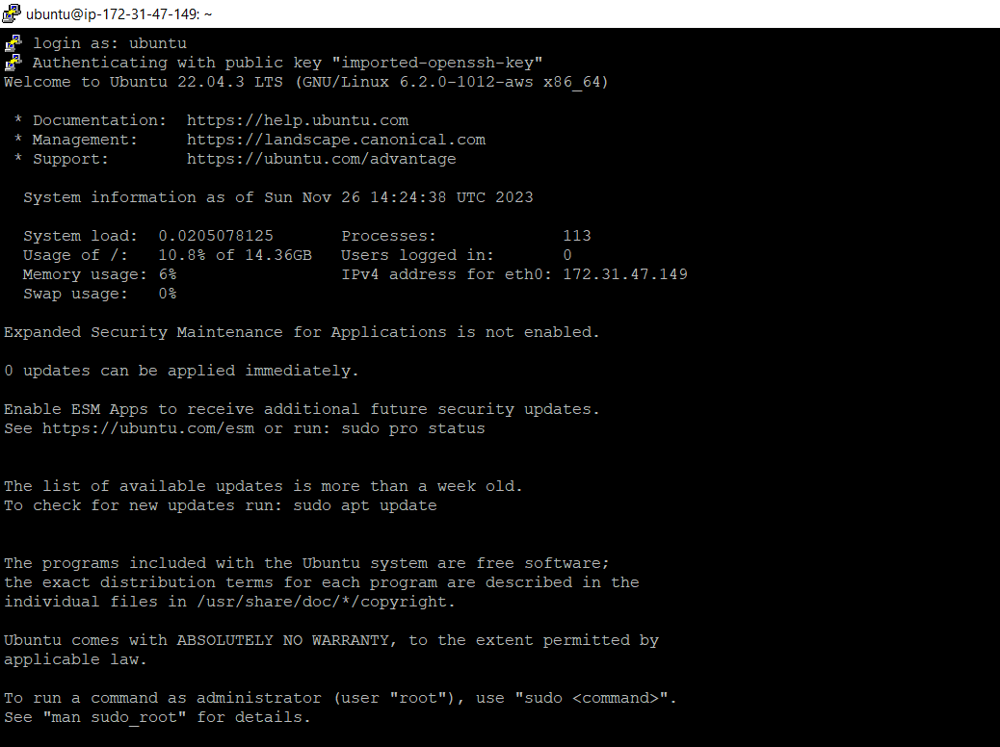 ubuntu@ip-172-31-47-149: ~
login as: ubuntu
Authenticating with public key "imported-openssh-key"
Welcome to Ubuntu 22.04.3 LTS (GNU/Linux 6.2.0-1012-aws x86_64)
* Documentation:  https://help.ubuntu.com
* Management:     https://landscape.canonical.com
* Support:        https://ubuntu.com/advantage
System information as of Sun Nov 26 14:24:38 UTC 2023
System load:  0.0205078125       Processes:             113
Usage of /:   10.8% of 14.36GB   Users logged in:       0
Memory usage: 6%                 IPv4 address for eth0: 172.31.47.149
Swap usage:   0%
Expanded Security Maintenance for Applications is not enabled.
0 updates can be applied immediately.
Enable ESM Apps to receive additional future security updates.
See https://ubuntu.com/esm or run: sudo pro status
The list of available updates is more than a week old.
To check for new updates run: sudo apt update
The programs included with the Ubuntu system are free software;
the exact distribution terms for each program are described in the
individual files in /usr/share/doc/*/copyright.
Ubuntu comes with ABSOLUTELY NO WARRANTY, to the extent permitted by
applicable law.
To run a command as administrator (user "root"), use "sudo <command>".
See "man sudo_root" for details.